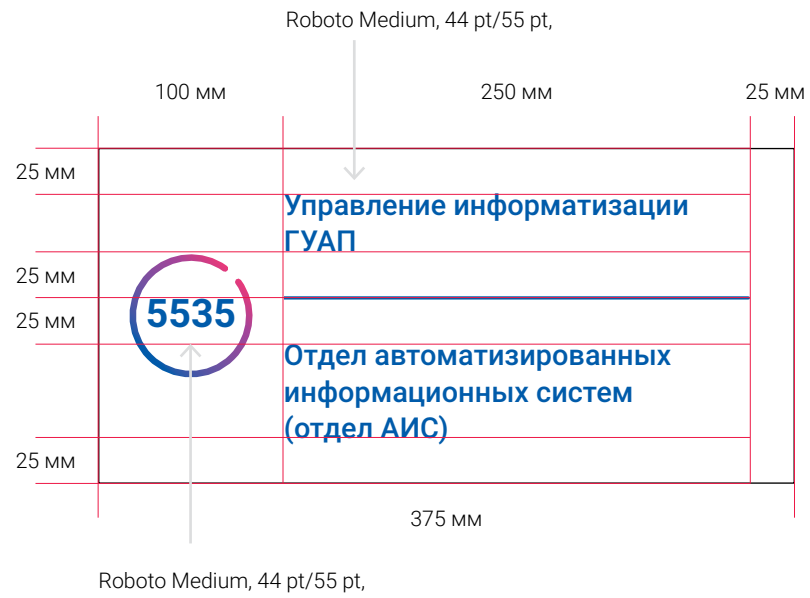 Roboto Medium, 44 pt/55 pt,
100 мм
250 мм
25 мм
25 мм
Управление информатизации
ГУАП
25 мм
25 мм
5535
Отдел автоматизированных
информационных систем
(отдел АИС)
25 мм
375 мм
Roboto Medium, 44 pt/55 pt,